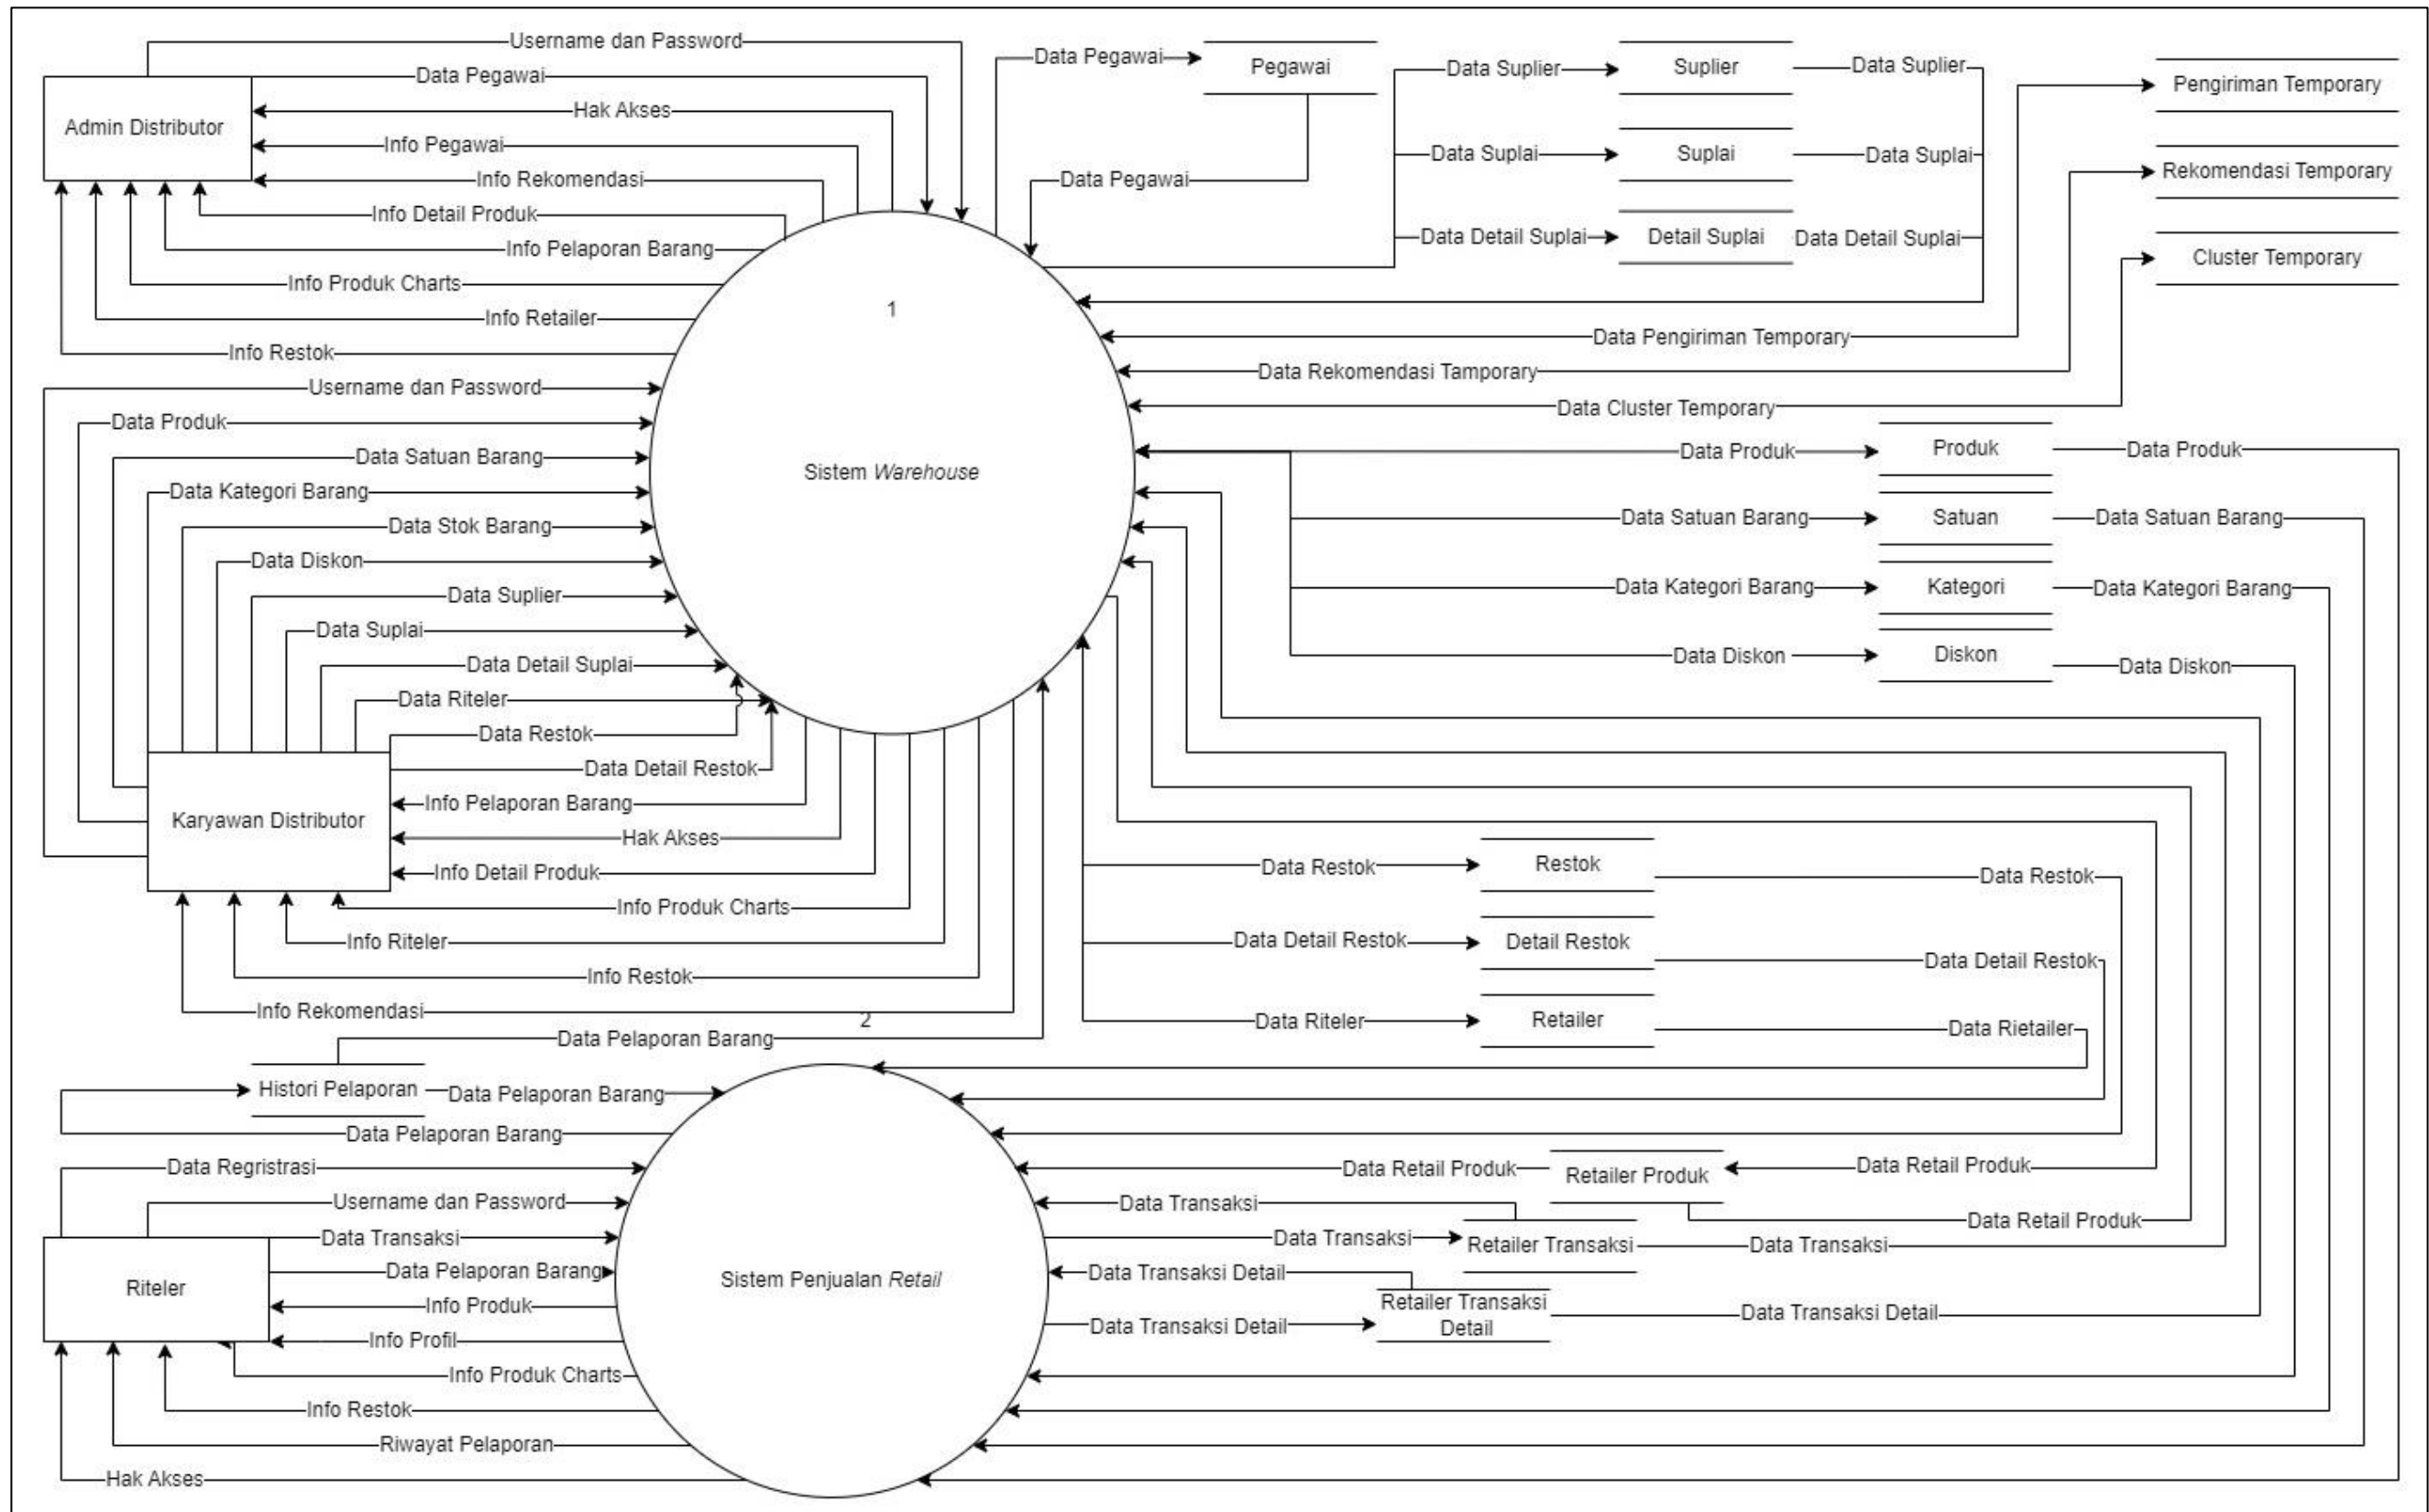 Username dan Password
Data Pegawai
Admin Distributor
Hak Akses
Info Pegawai
Info Rekomendasi
Info Detail Produk
Info Pelaporan Barang
Info Produk Charts
Info Retailer
Info Restok
Data Pegawai
Pegawai
Data Pegawai
Data Suplier
Suplier
Data Suplier
Data Suplai
Suplai
Data Suplai
Data Detail Suplai
Detail Suplai
Data Detail Suplai
Pengiriman Temporary
Rekomendasi Temporary
Cluster Temporary
1
Sistem Warehouse
Data Pengiriman Temporary
Data Rekomendasi Tamporary
Data Cluster Temporary
Username dan Password
Data Produk
Data Satuan Barang
Data Kategori Barang
Data Stok Barang
Data Diskon
Data Suplier
Data Suplai
Data Detail Suplai
Data Riteler
Data Restok
Data Detail Restok
Karyawan Distributor
Info Pelaporan Barang
Hak Akses
Info Detail Produk
Info Produk Charts
Info Riteler
Info Restok
Info Rekomendasi
Data Produk
Produk
Data Produk
Data Satuan Barang
Satuan
Data Satuan Barang
Data Kategori Barang
Kategori
Data Kategori Barang
Data Diskon
Diskon
Data Diskon
Data Restok
Restok
Data Restok
Data Detail Restok
Detail Restok
Data Detail Restok
Data Riteler
Retailer
Data Rietailer
2
Data Pelaporan Barang
Histori Pelaporan
Data Pelaporan Barang
Data Pelaporan Barang
Data Regristrasi
Username dan Password
Data Transaksi
Data Pelaporan Barang
Riteler
Info Produk
Info Profil
Info Produk Charts
Info Restok
Riwayat Pelaporan
Hak Akses
Sistem Penjualan Retail
Data Retail Produk
Retailer Produk
Data Retail Produk
Data Transaksi
Data Retail Produk
Data Transaksi
Retailer Transaksi
Data Transaksi
Data Transaksi Detail
Retailer Transaksi
Detail
Data Transaksi Detail
Data Transaksi Detail